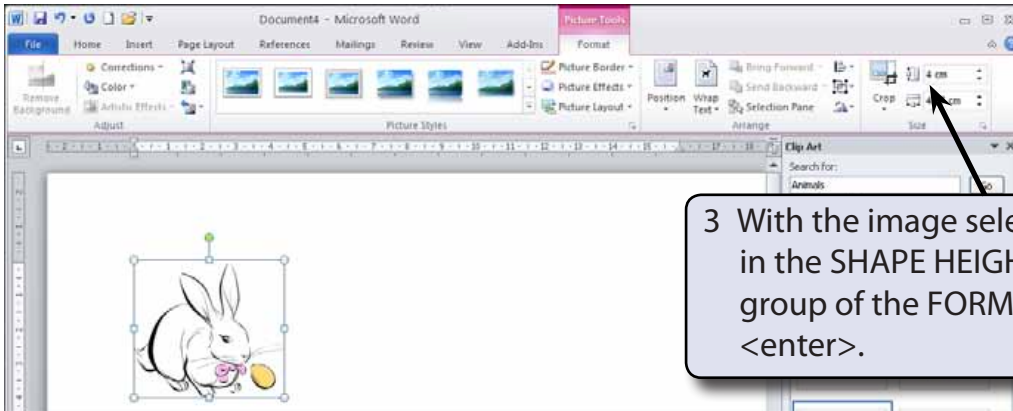 Document4 - Microsoft Word
Picture Tools
File Home Insert Page Layout References Mailings Review View Add-Ins Format
Remove Background
Corrections
Color
Artistic Effects
Adjust
Picture Styles
Picture Border
Picture Effects
Picture Layout
Position
Wrap Text
Bring Forward
Send Backward
Selection Pane
Arrange
Crop
4 cm
cm
Size
Clip Art
Search for:
Animals
3 With the image sele
in the SHAPE HEIGH
group of the FORM
<enter>.